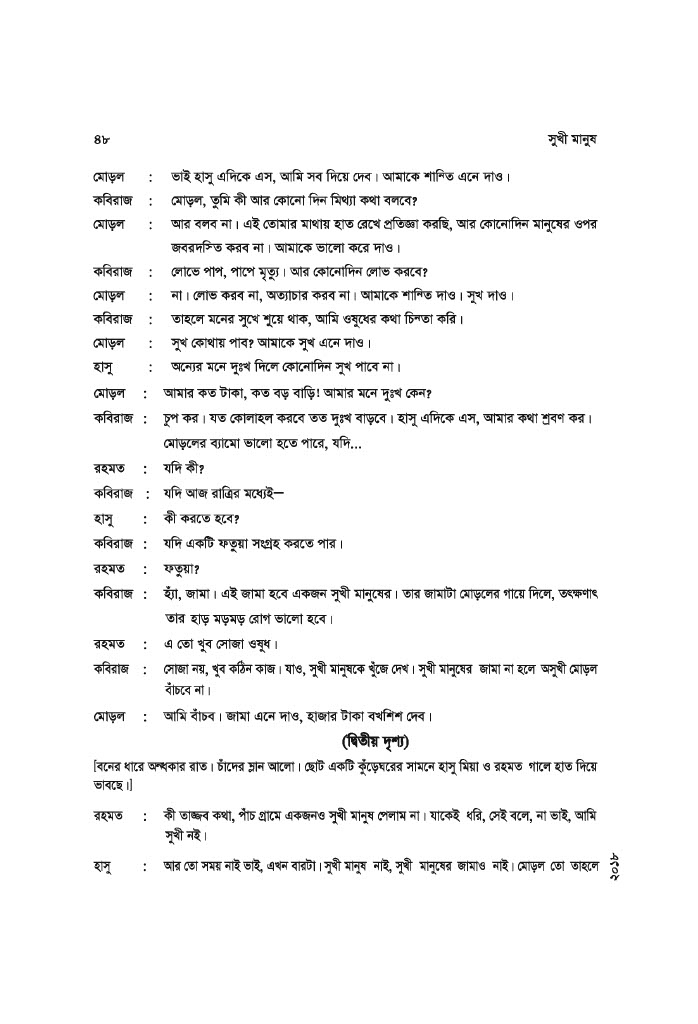 ৪৮ সুখী মানুষ
মোড়ল : ভাই হাসু এদিকে এস, আমি সব দিয়ে দেব। আমাকে শান্তি এনে দাও।
কবিরাজ : মোড়ল, তুমি কী আর কোনো দিন মিথ্যা কথা বলবে?
মোড়ল : আর বলব না। এই তোমার মাথায় হাত রেখে প্রতিজ্ঞা করছি, আর কোনোদিন মানুষের ওপর
জবরদস্তি করব না। আমাকে ভালো করে দাও।
কবিরাজ : লোভে পাপ, পাপে মৃত্যু। আর কোনোদিন লোভ করবে?
মোড়ল : না। লোভ করব না, অত্যাচার করব না। আমাকে শান্তি দাও। সুখ দাও।
কবিরাজ : তাহলে মনের সুখে শুয়ে থাক, আমি ওষুধের কথা চিন্তা করি।
মোড়ল : সুখ কোথায় পাব? আমাকে সুখ এনে দাও।
হাসু : অন্যের মনে দুঃখ দিলে কোনোদিন সুখ পাবে না।
মোড়ল : আমার কত টাকা, কত বড় বাড়ি! আমার মনে দুঃখ কেন?
কবিরাজ : চুপ কর। যত কোলাহল করবে তত দুঃখ বাড়বে। হাসু এদিকে এস, আমার কথা শ্রবণ কর।
মোড়লের ব্যামো ভালো হতে পারে, যদি...
রহমত : যদি কী?
কবিরাজ : যদি আজ রাত্রির মধ্যেই—
হাসু : কী করতে হবে?
কবিরাজ : যদি একটি ফতুয়া সংগ্রহ করতে পার।
রহমত : ফতুয়া?
কবিরাজ : হ্যাঁ, জামা। এই জামা হবে একজন সুখী মানুষের। তার জামাটা মোড়লের গায়ে দিলে, তৎক্ষণাৎ
তার হাড় মড়মড় রোগ ভালো হবে।
রহমত : এ তো খুব সোজা ওষুধ।
কবিরাজ : সোজা নয়, খুব কঠিন কাজ। যাও, সুখী মানুষকে খুঁজে দেখ। সুখী মানুষের জামা না হলে অসুখী মোড়ল
বাঁচবে না।
মোড়ল : আমি বাঁচব। জামা এনে দাও, হাজার টাকা বখশিশ দেব।
(দ্বিতীয় দৃশ্য)
[বনের ধারে অন্ধকার রাত। চাঁদের ম্লান আলো। ছোট একটি কুঁড়েঘরের সামনে হাসু মিয়া ও রহমত গালে হাত দিয়ে
ভাবছে।]
রহমত : কী তাজ্জব কথা, পাঁচ গ্রামে একজনও সুখী মানুষ পেলাম না। যাকেই ধরি, সেই বলে, না ভাই, আমি
সুখী নই।
হাসু : আর তো সময় নাই ভাই, এখন বারটা। সুখী মানুষ নাই, সুখী মানুষের জামাও নাই। মোড়ল তো তাহলে
২০১৮